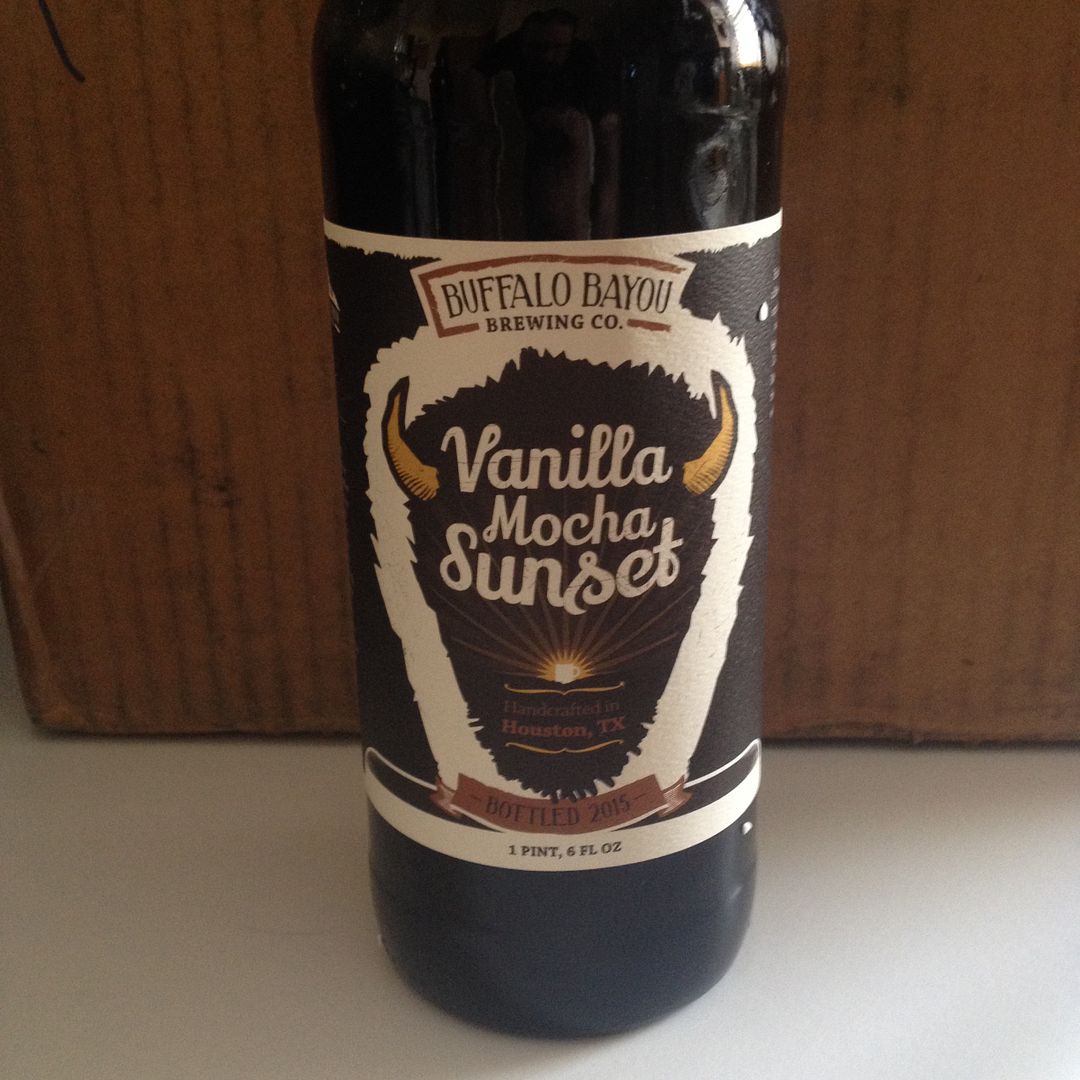 BUFFALO BAYOU
BREWING CO.
Vanilla
Mocha
Sunset
Handcrafted in
Houston, TX
BOTTLED 2015
1 PINT, 6 FL OZ